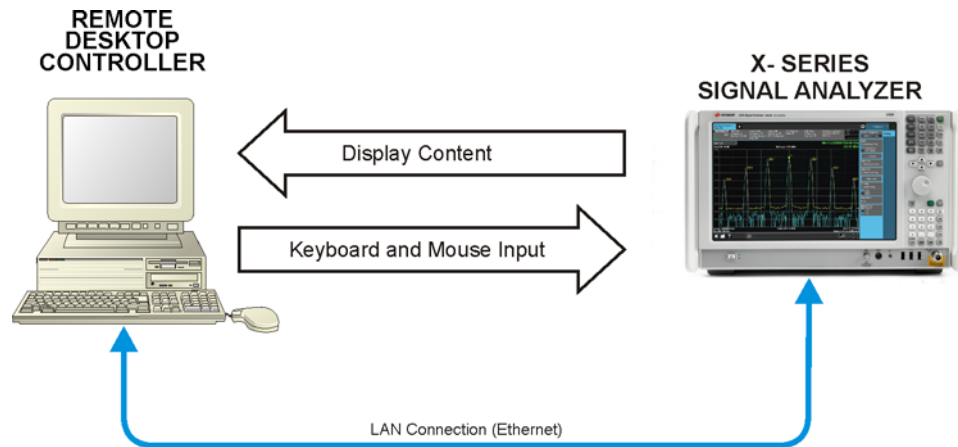 REMOTE
DESKTOP
CONTROLLER
X- SERIES
SIGNAL ANALYZER
Display Content
Keyboard and Mouse Input
LAN Connection (Ethernet)